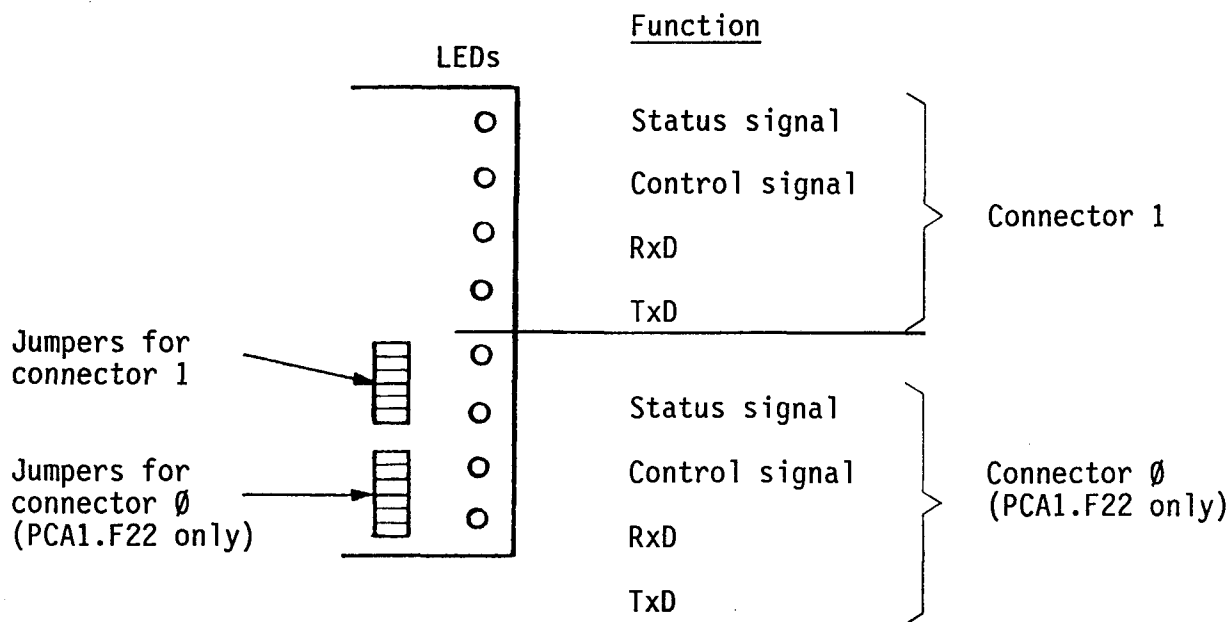 Function
LEDs
Status signal
Control signal
RxD
TxD
Connector 1
Jumpers for
connector 1
Status signal
Control signal
RxD
TxD
Jumpers for
connector Ø
(PCA1.F22 only)
Connector Ø
(PCA1.F22 only)